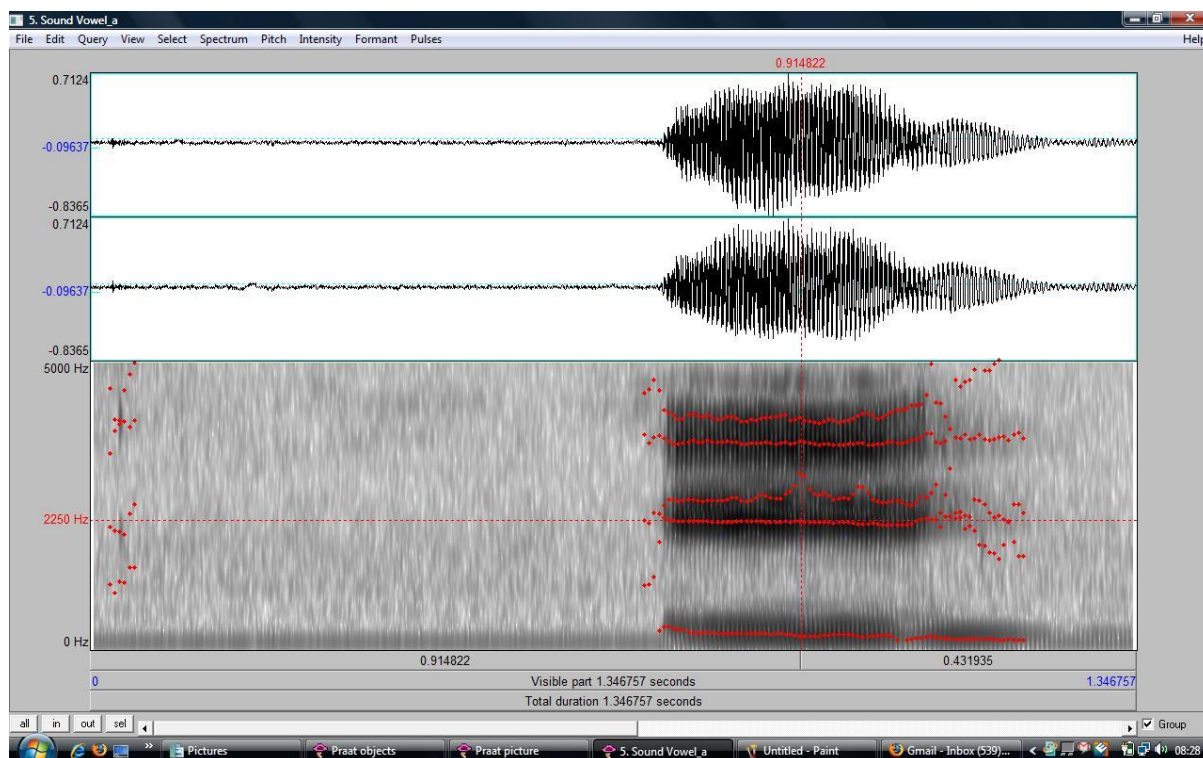 5. Sound Vowel_a
File Edit Query View Select Spectrum Pitch Intensity Formant Pulses Help
0.914822
0.7124
-0.09637
-0.8365
0.7124
-0.09637
-0.8365
5000 Hz
2250 Hz
0 Hz
0.914822 0.431935
0 Visible part 1.346757 seconds 1.346757
Total duration 1.346757 seconds
all in out sel Group
Pictures Praat objects Praat picture 5. Sound Vowel_a Untitled - Paint Gmail - Inbox (539)... 08:28